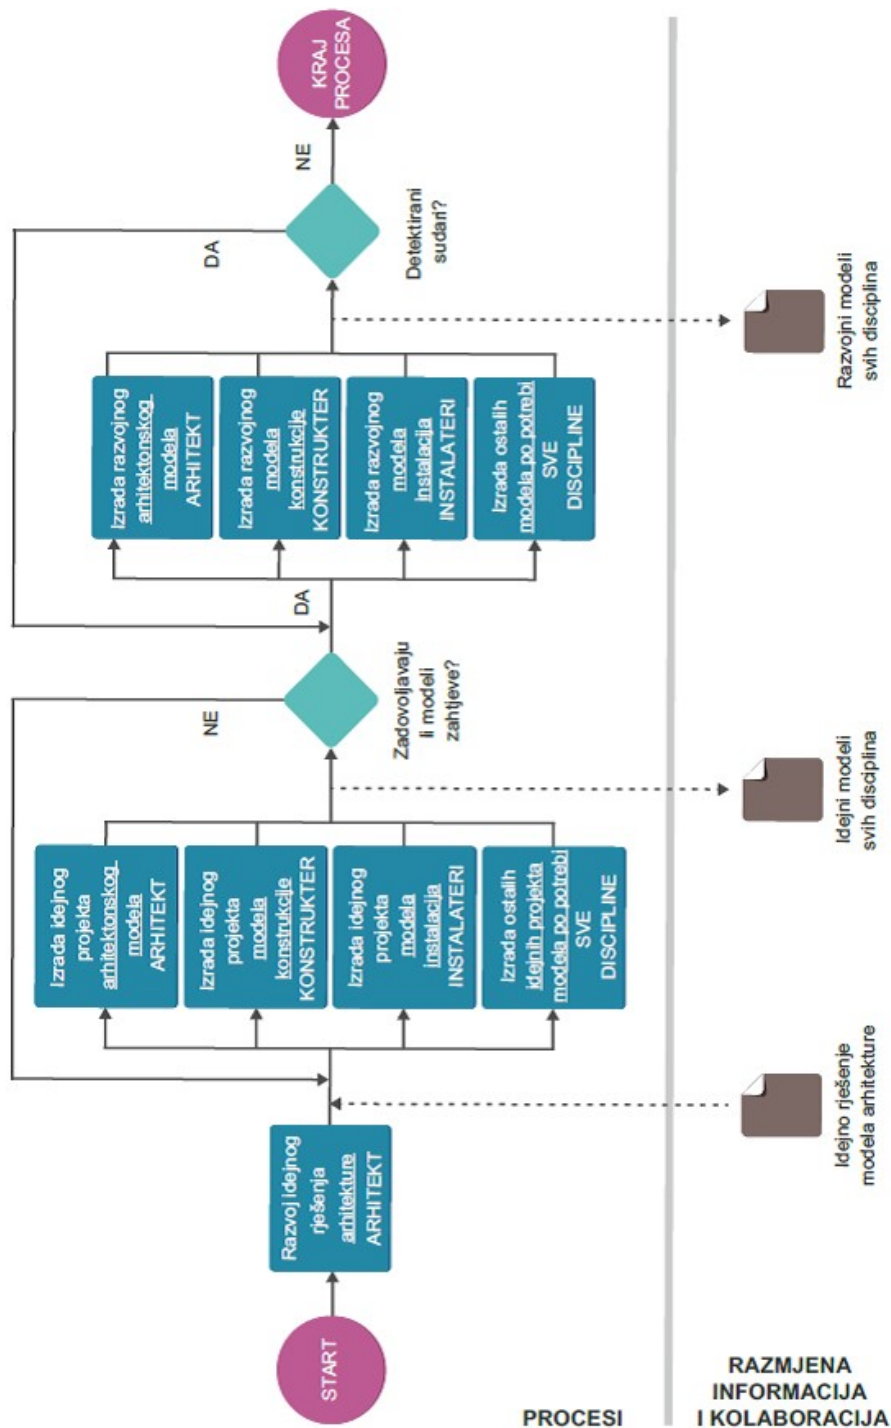 START
Razvoj idejnog
rješenja
arhitekture
ARHITEKT
Izrada idejnog
projekta
arhitektonskog
modela
ARHITEKT
Izrada idejnog
projekta
modela
konstrukcije
KONSTRUKTER
Izrada idejnog
projekta
modela
instalacija
INSTALATERI
Izrada ostalih
idejnih projekta
modela po potrebi
SVE
DISCIPLINE
NE
Zadovoljavaju
li modeli
zahtjeve?
DA
Izrada razvojnog
arhitektonskog
modela
ARHITEKT
Izrada razvojnog
modela
konstrukcije
KONSTRUKTER
Izrada razvojnog
modela
instalacija
INSTALATERI
Izrada ostalih
modela po potrebi
SVE
DISCIPLINE
DA
Detektirani
sudari?
NE
KRAJ
PROCESA
PROCESI
RAZMJENA
INFORMACIJA
I KOLABORACIJA
Idejno rješenje
modela arhitekture
Idejni modeli
svih disciplina
Razvojni modeli
svih disciplina